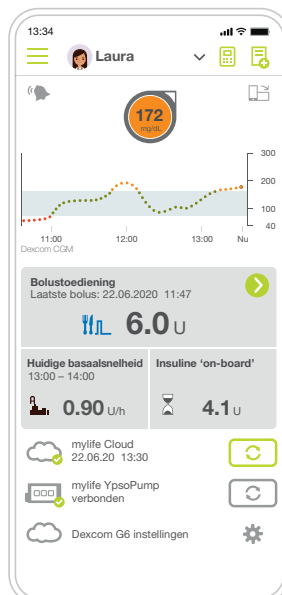 13:34
Laura
172
mg/dL
300
200
100
40
11:00 12:00 13:00 Nu
Dexcom CGM
Bolustoediening
Laatste bolus: 22.06.2020 11:47
6.0 U
Huidige basaalsnelheid
13:00 – 14:00
0.90 U/h
Insuline ‘on-board’
4.1 U
mylife Cloud
22.06.20 13:30
mylife YpsoPump
verbonden
Dexcom G6 instellingen